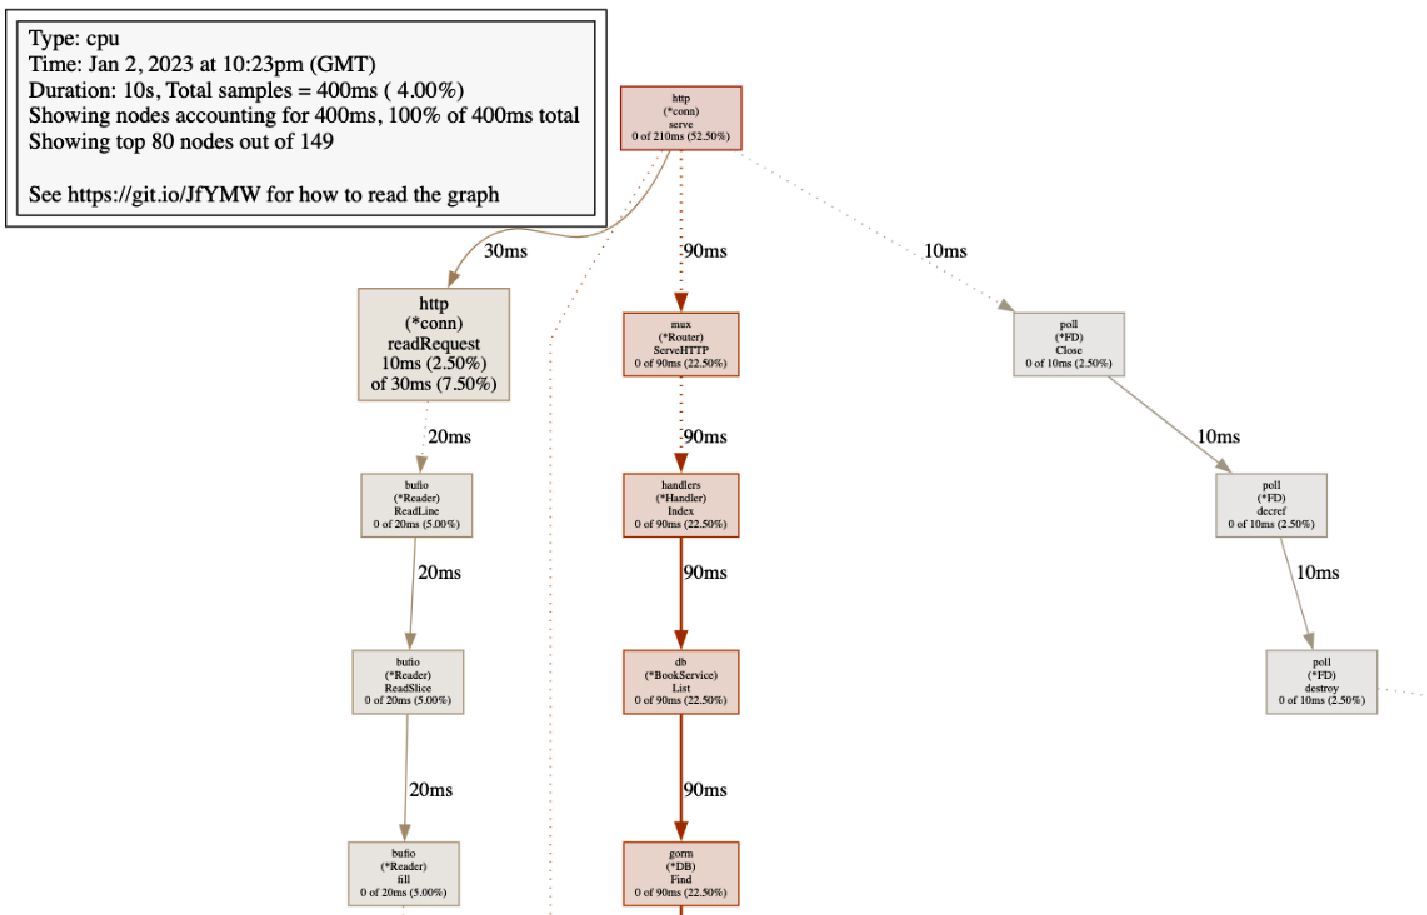 Type: cpu
Time: Jan 2, 2023 at 10:23pm (GMT)
Duration: 10s, Total samples = 400ms ( 4.00%)
Showing nodes accounting for 400ms, 100% of 400ms total
Showing top 80 nodes out of 149
See https://git.io/JfYMW for how to read the graph
http
(*conn)
serve
0 of 210ms (52.50%)
30ms
90ms
10ms
http
(*conn)
readRequest
10ms (2.50%)
of 30ms (7.50%)
mux
(*Router)
ServeHTTP
0 of 90ms (22.50%)
poll
(*FD)
Close
0 of 10ms (2.50%)
20ms
90ms
10ms
bufio
(*Reader)
ReadLine
0 of 20ms (5.00%)
handlers
(*Handler)
Index
0 of 90ms (22.50%)
poll
(*FD)
decref
0 of 10ms (2.50%)
20ms
90ms
10ms
bufio
(*Reader)
ReadSlice
0 of 20ms (5.00%)
db
(*BookService)
List
0 of 90ms (22.50%)
poll
(*FD)
destroy
0 of 10ms (2.50%)
20ms
90ms
bufio
(*Reader)
fill
0 of 20ms (5.00%)
gorm
(*DB)
Find
0 of 90ms (22.50%)